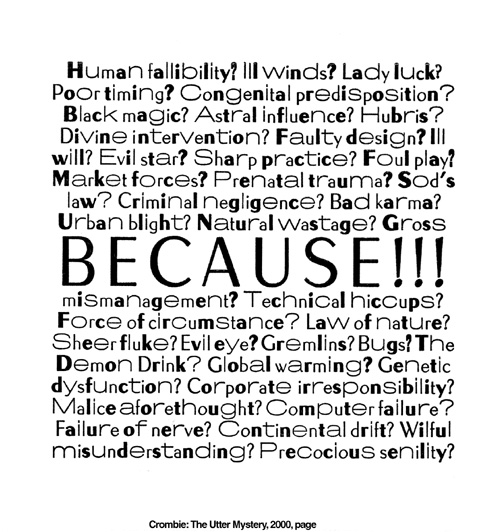 Human fallibility? Ill winds? Lady luck?
Poor timing? Congenital predisposition?
Black magic? Astral influence? Hubris?
Divine intervention? Faulty design? Ill
will? Evil star? Sharp practice? Foul play?
Market forces? Prenatal trauma? Sod's
law? Criminal negligence? Bad karma?
Urban blight? Natural wastage? Gross
BECAUSE!!!
mismanagement? Technical hiccups?
Force of circumstance? Law of nature?
Sheer fluke? Evil eye? Gremlins? Bugs? The
Demon Drink? Global warming? Genetic
dysfunction? Corporate irresponsibility?
Malice aforethought? Computer failure?
Failure of nerve? Continental drift? Wilful
misunderstanding? Precocious senility?
Crombie: The Utter Mystery, 2000, page